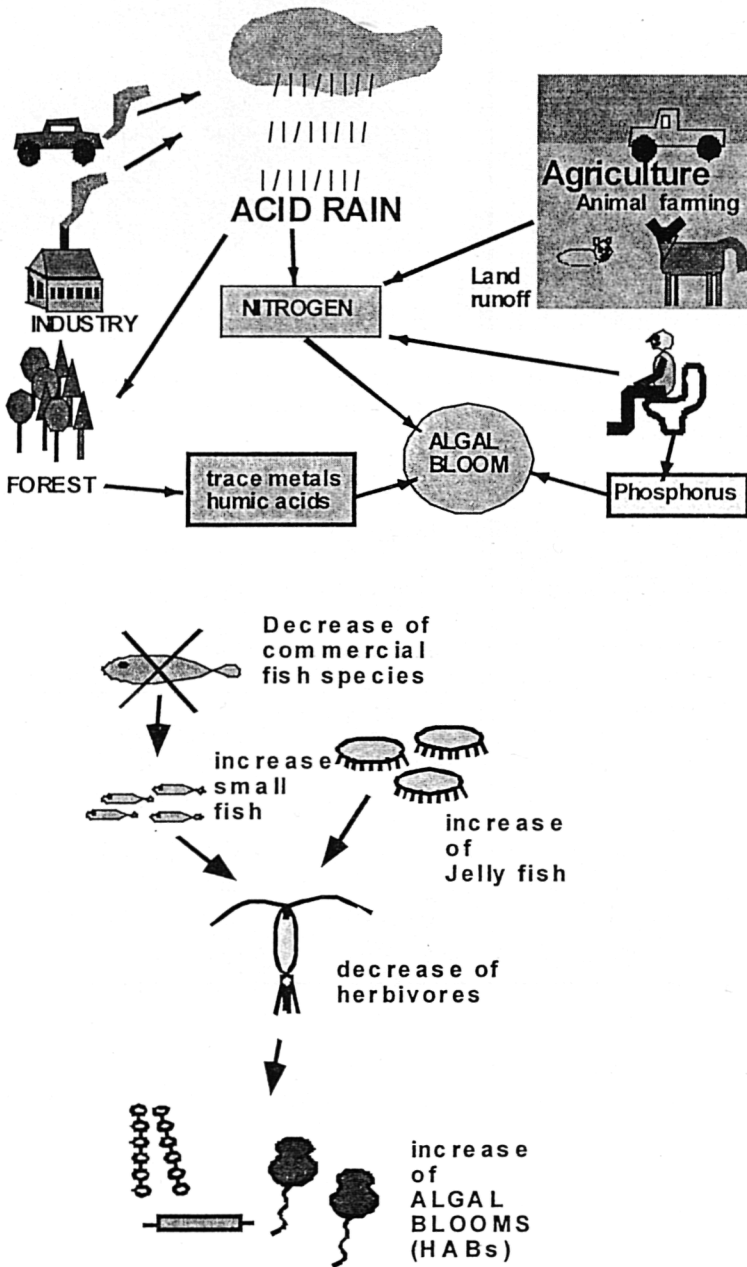 ACID RAIN
Agriculture
Animal farming
Land
runoff
NITROGEN
INDUSTRY
ALGAL
BLOOM
FOREST
trace metals
humic acids
Phosphorus
Decrease of
commercial
fish species
increase
small
fish
increase
of
Jelly fish
decrease of
herbivores
increase
of
ALGAL
BLOOMS
(HABs)